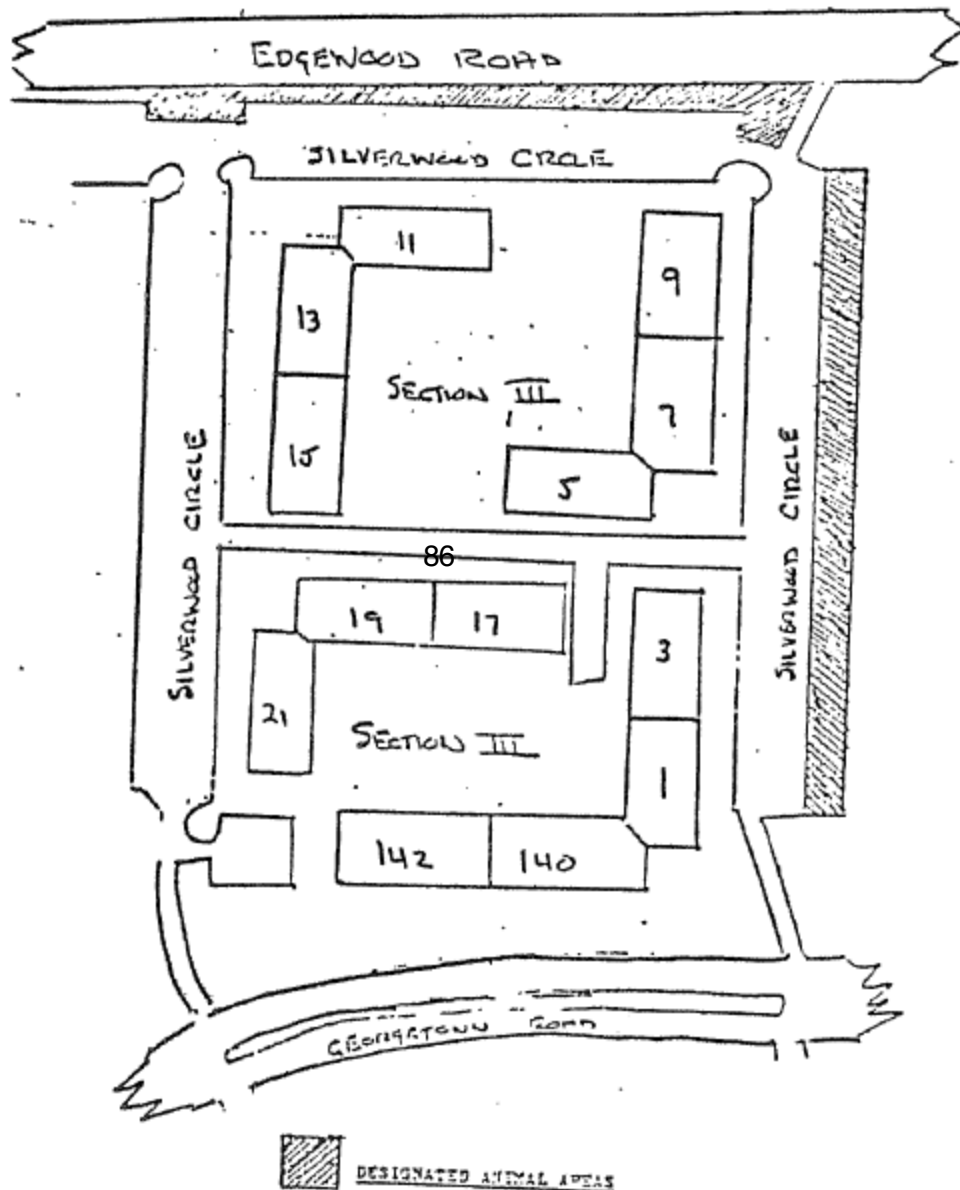 EDGEWOOD ROAD
SILVERWOOD CIRCLE
11
9
13
SECTION III
7
15
5
SILVERWOOD CIRCLE
SILVERWOOD CIRCLE
86
19
17
3
21
SECTION III
1
142
140
GEORGETOWN ROAD
DESIGNATED ANIMAL AREAS